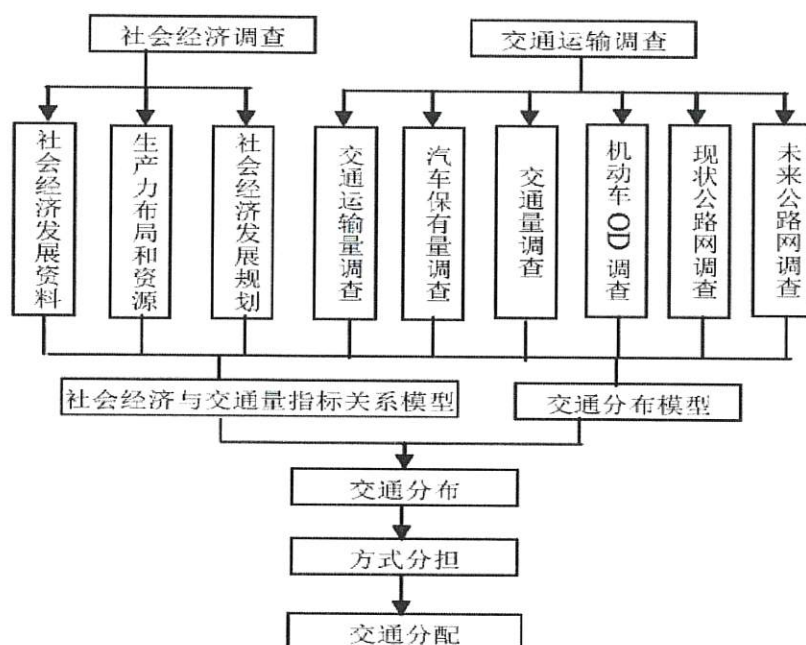 社会经济调查
交通运输调查
社会经济发展资料
生产力布局和资源
社会经济发展规划
交通运输量调查
汽车保有量调查
交通量调查
机动车OD调查
现状公路网调查
未来公路网调查
社会经济与交通量指标关系模型
交通分布模型
交通分布
方式分担
交通分配